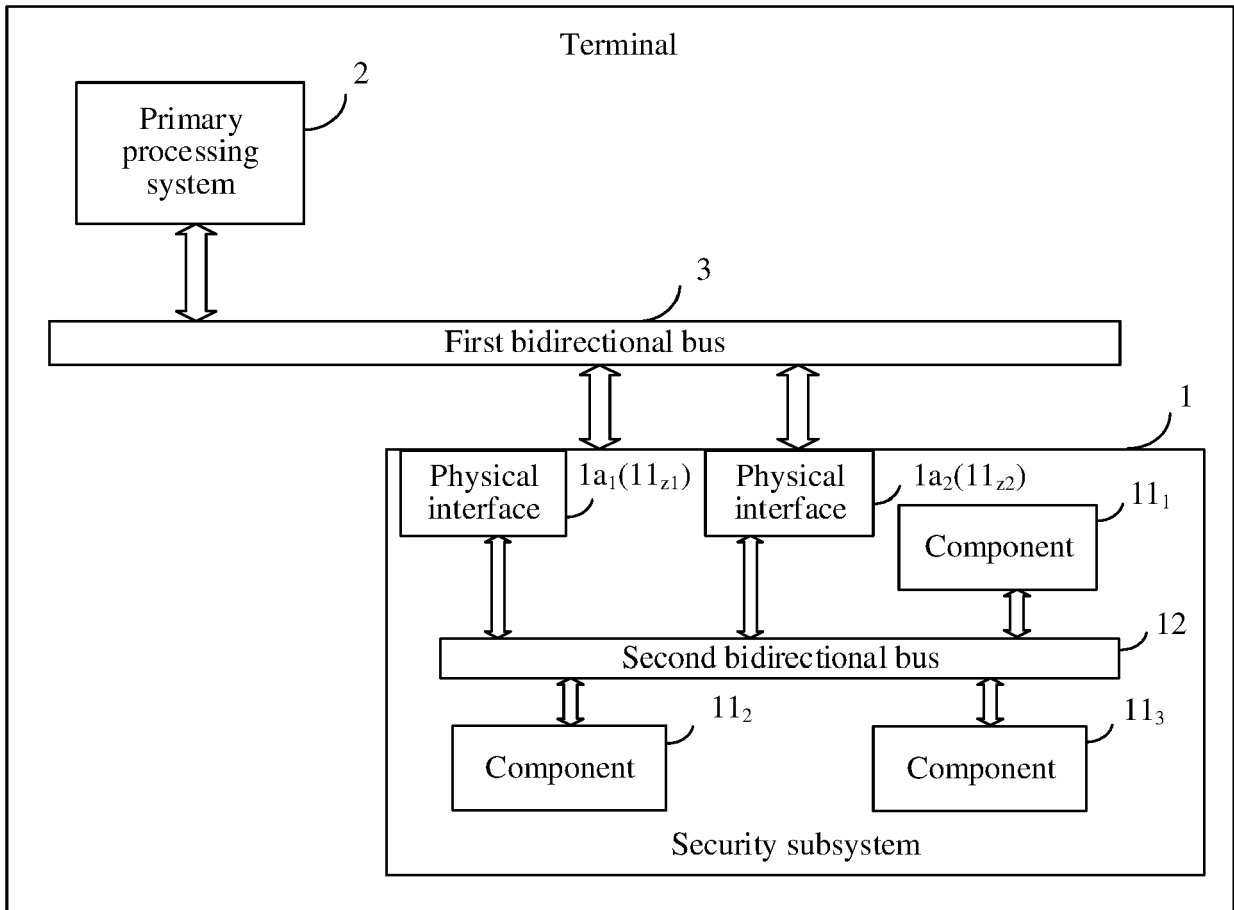 Terminal
2
Primary
processing
system
3
First bidirectional bus
1
Physical
interface
1a₁(11z1)
Physical
interface
1a₂(11z2)
11₁
Component
12
Second bidirectional bus
11₂
11₃
Component
Component
Security subsystem